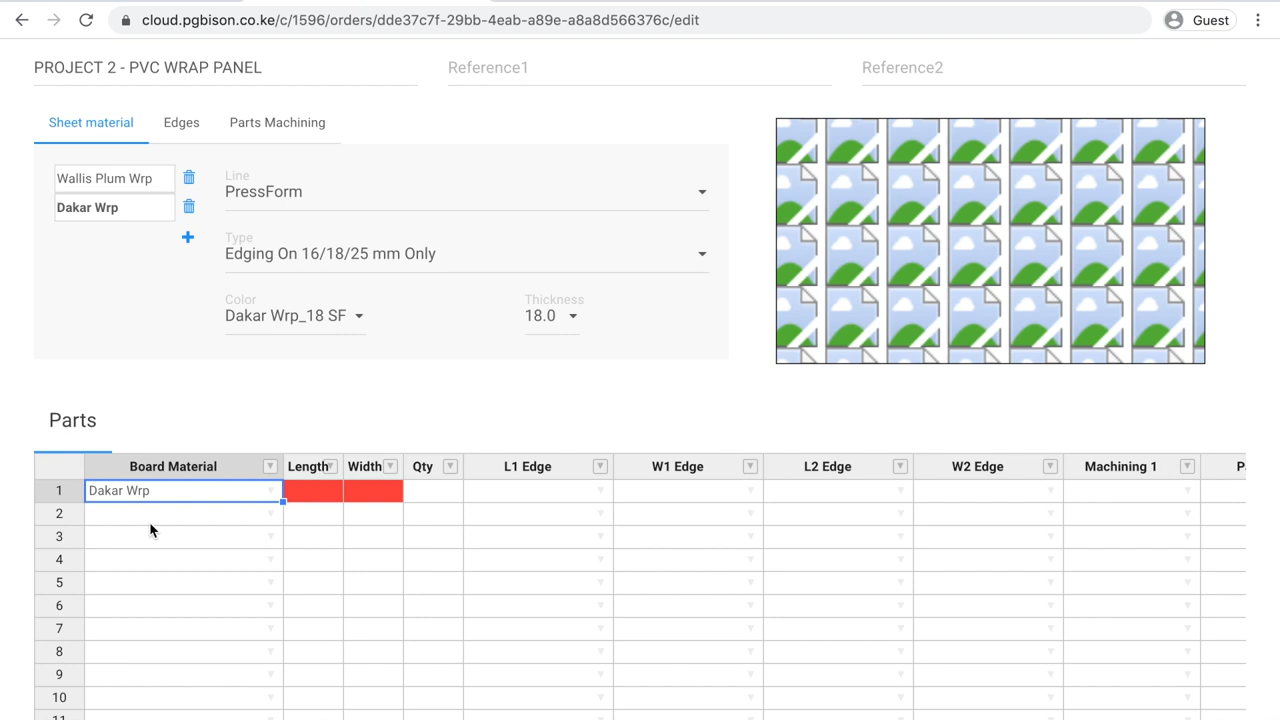 cloud.pgbison.co.ke/c/1596/orders/dde37c7f-29bb-4eab-a89e-a8a8d566376c/edit
Guest
PROJECT 2 - PVC WRAP PANEL
Reference1
Reference2
Sheet material
Edges
Parts Machining
Wallis Plum Wrp
Dakar Wrp
Line
PressForm
Type
Edging On 16/18/25 mm Only
Color
Thickness
Dakar Wrp_18 SF
18.0
Parts
Board Material Length Width Qty L1 Edge W1 Edge L2 Edge W2 Edge Machining 1
1 Dakar Wrp
2
3
4
5
6
7
8
9
10
11